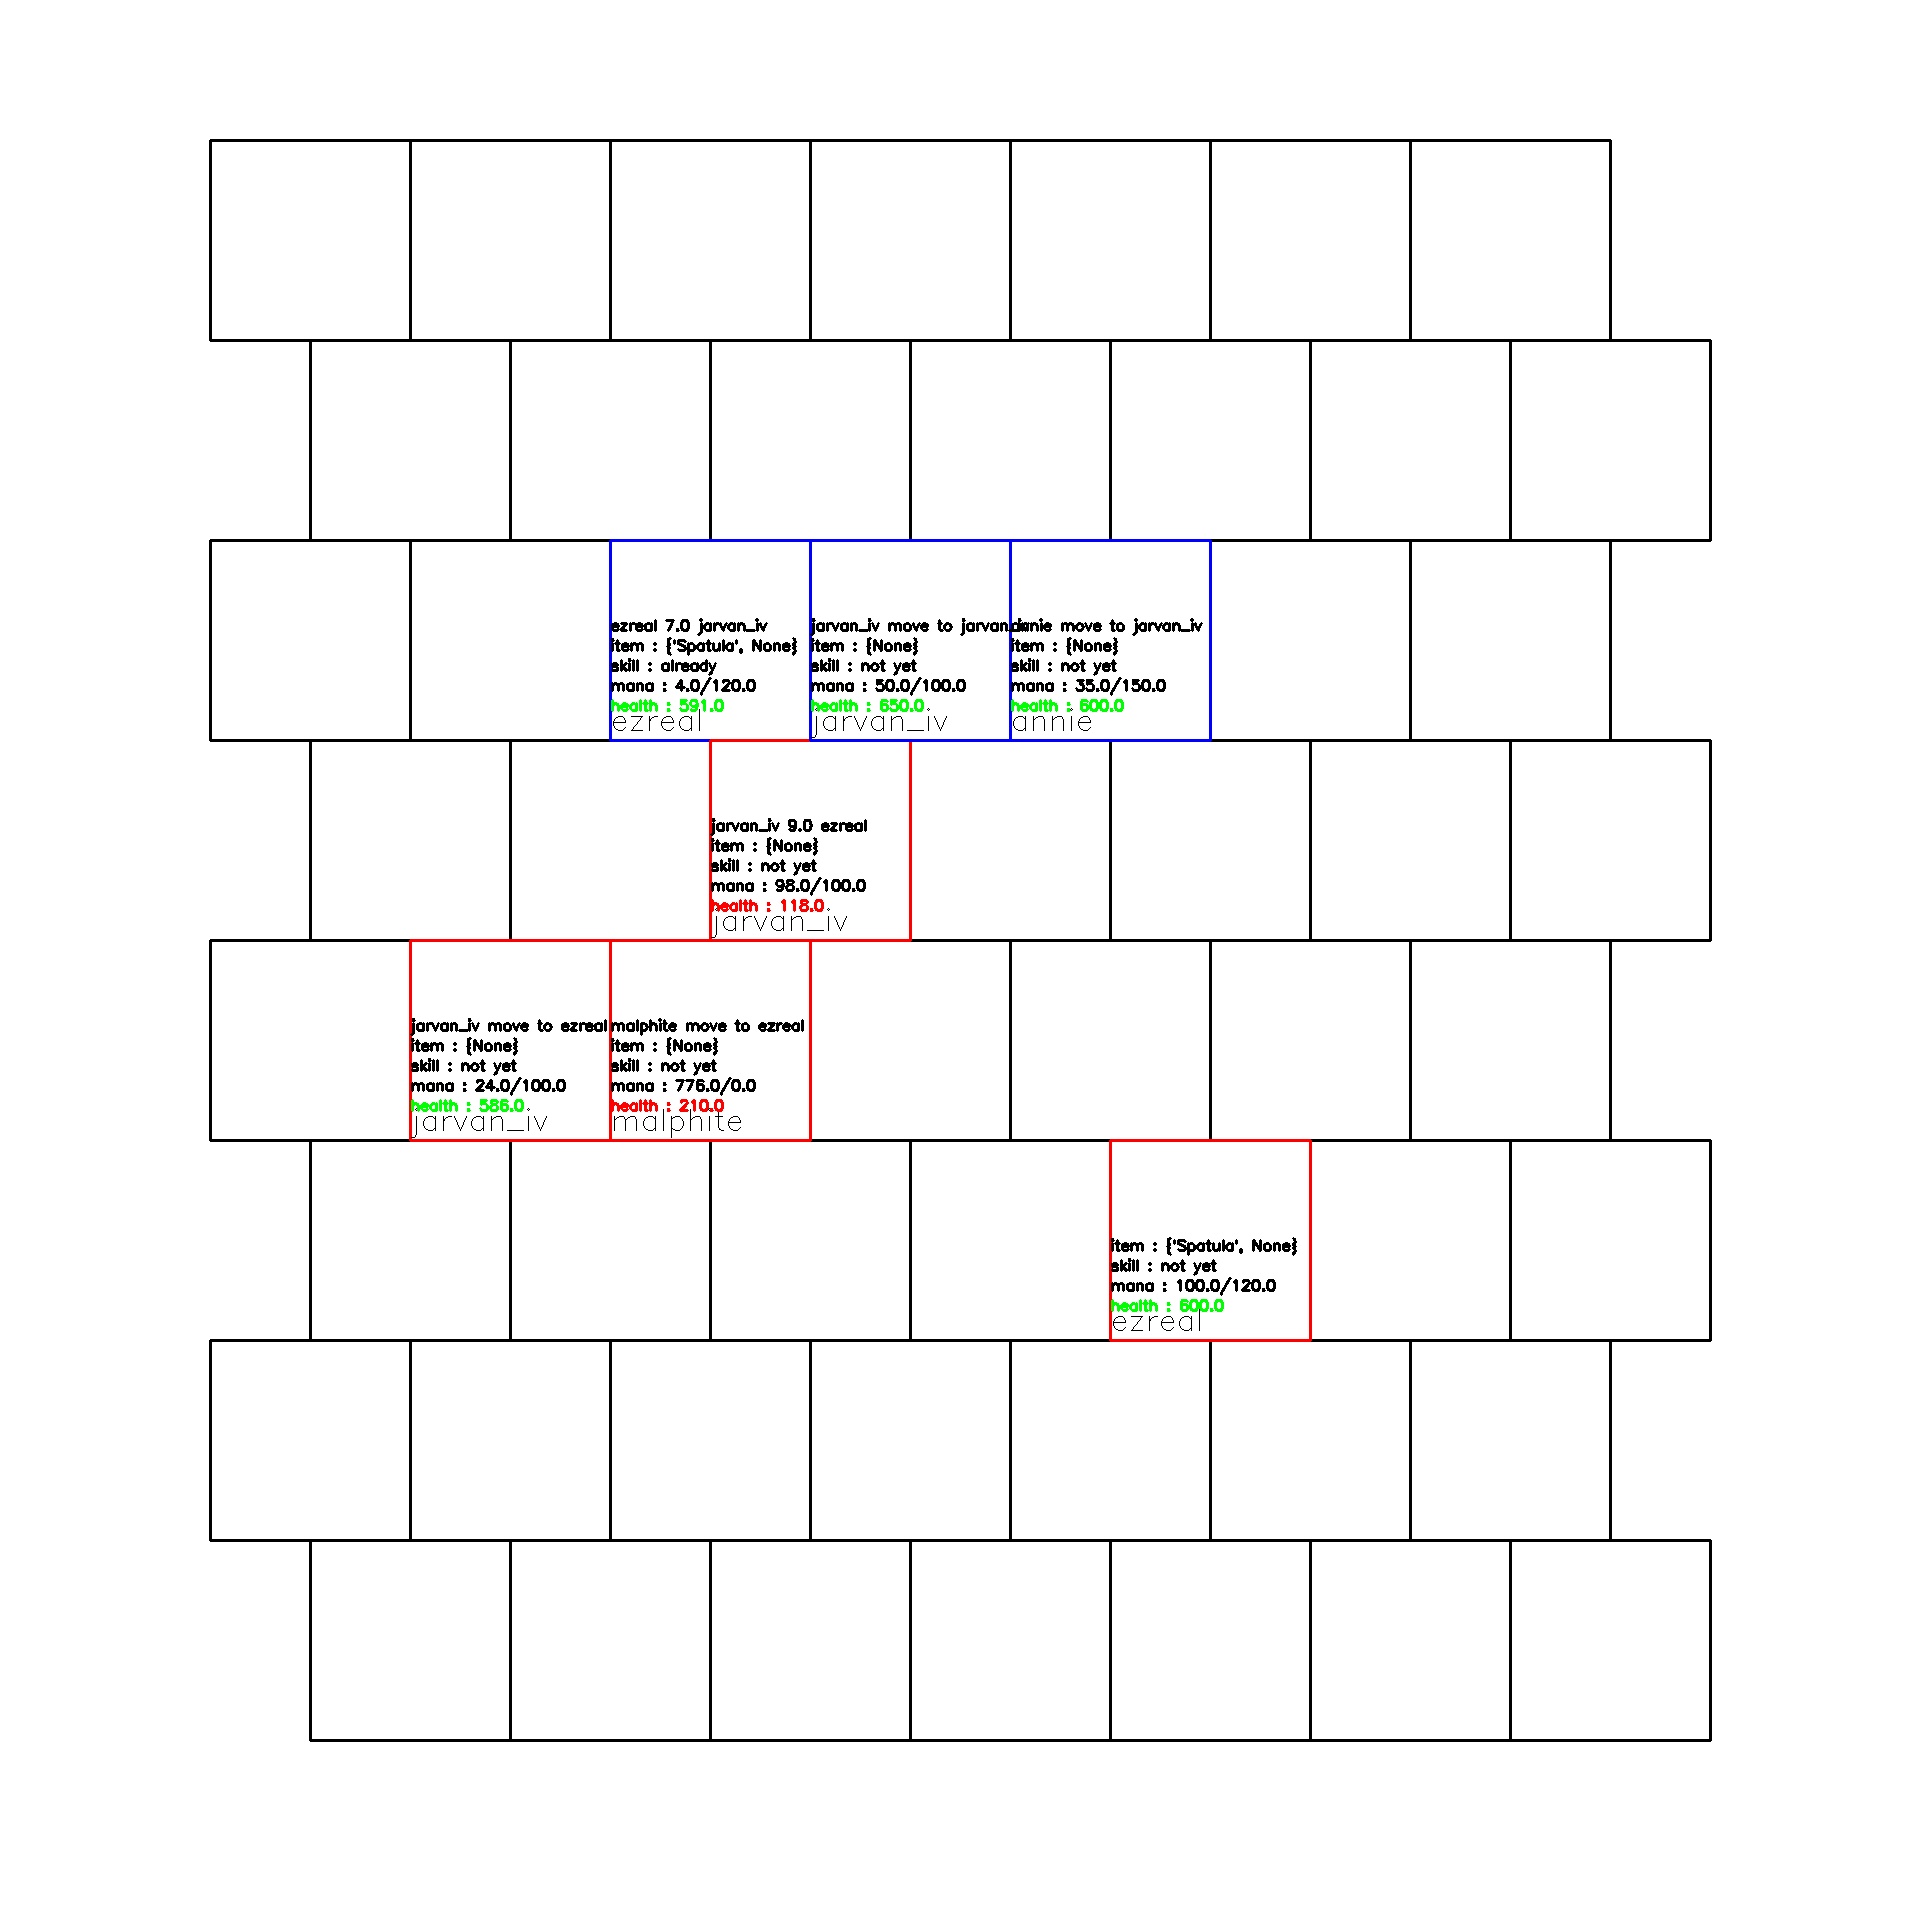 ezreal 7.0 jarvan_iv
item : {'Spatula', None}
skill : already
mana : 4.0/120.0
health : 591.0
ezreal
jarvan_iv move to jarvan_iv
item : {None}
skill : not yet
mana : 50.0/100.0
health : 650.0
jarvan_iv
annie move to jarvan_iv
item : {None}
skill : not yet
mana : 35.0/150.0
health : 600.0
annie
jarvan_iv 9.0 ezreal
item : {None}
skill : not yet
mana : 98.0/100.0
health : 118.0
jarvan_iv
jarvan_iv move to ezreal
item : {None}
skill : not yet
mana : 24.0/100.0
health : 586.0
jarvan_iv
malphite move to ezreal
item : {None}
skill : not yet
mana : 776.0/0.0
health : 210.0
malphite
item : {'Spatula', None}
skill : not yet
mana : 100.0/120.0
health : 600.0
ezreal